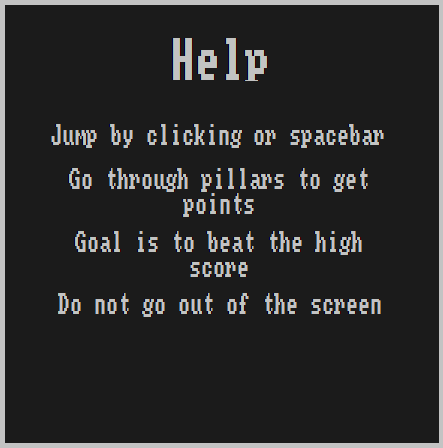 Help
Jump by clicking or spacebar
Go through pillars to get
points
Goal is to beat the high
score
Do not go out of the screen